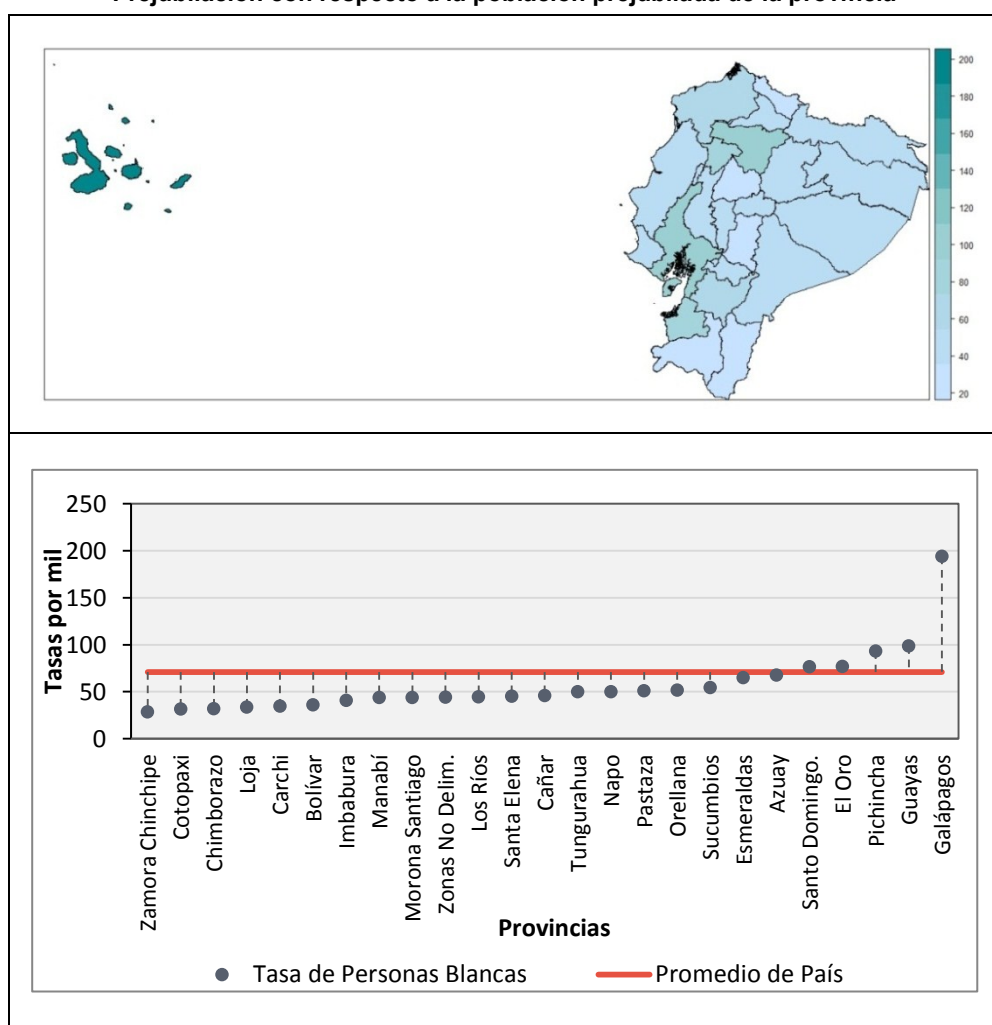 Prejubilación con respecto a la población prejubilada de la provincia
200
180
160
140
120
100
80
60
40
20
250
200
150
100
50
0
Tasas por mil
Zamora Chinchipe
Cotopaxi
Chimborazo
Loja
Carchi
Bolívar
Imbabura
Manabí
Morona Santiago
Zonas No Delim.
Los Ríos
Santa Elena
Cañar
Tungurahua
Napo
Pastaza
Orellana
Sucumbios
Esmeraldas
Azuay
Santo Domingo.
El Oro
Pichincha
Guayas
Galápagos
Provincias
Tasa de Personas Blancas
Promedio de País